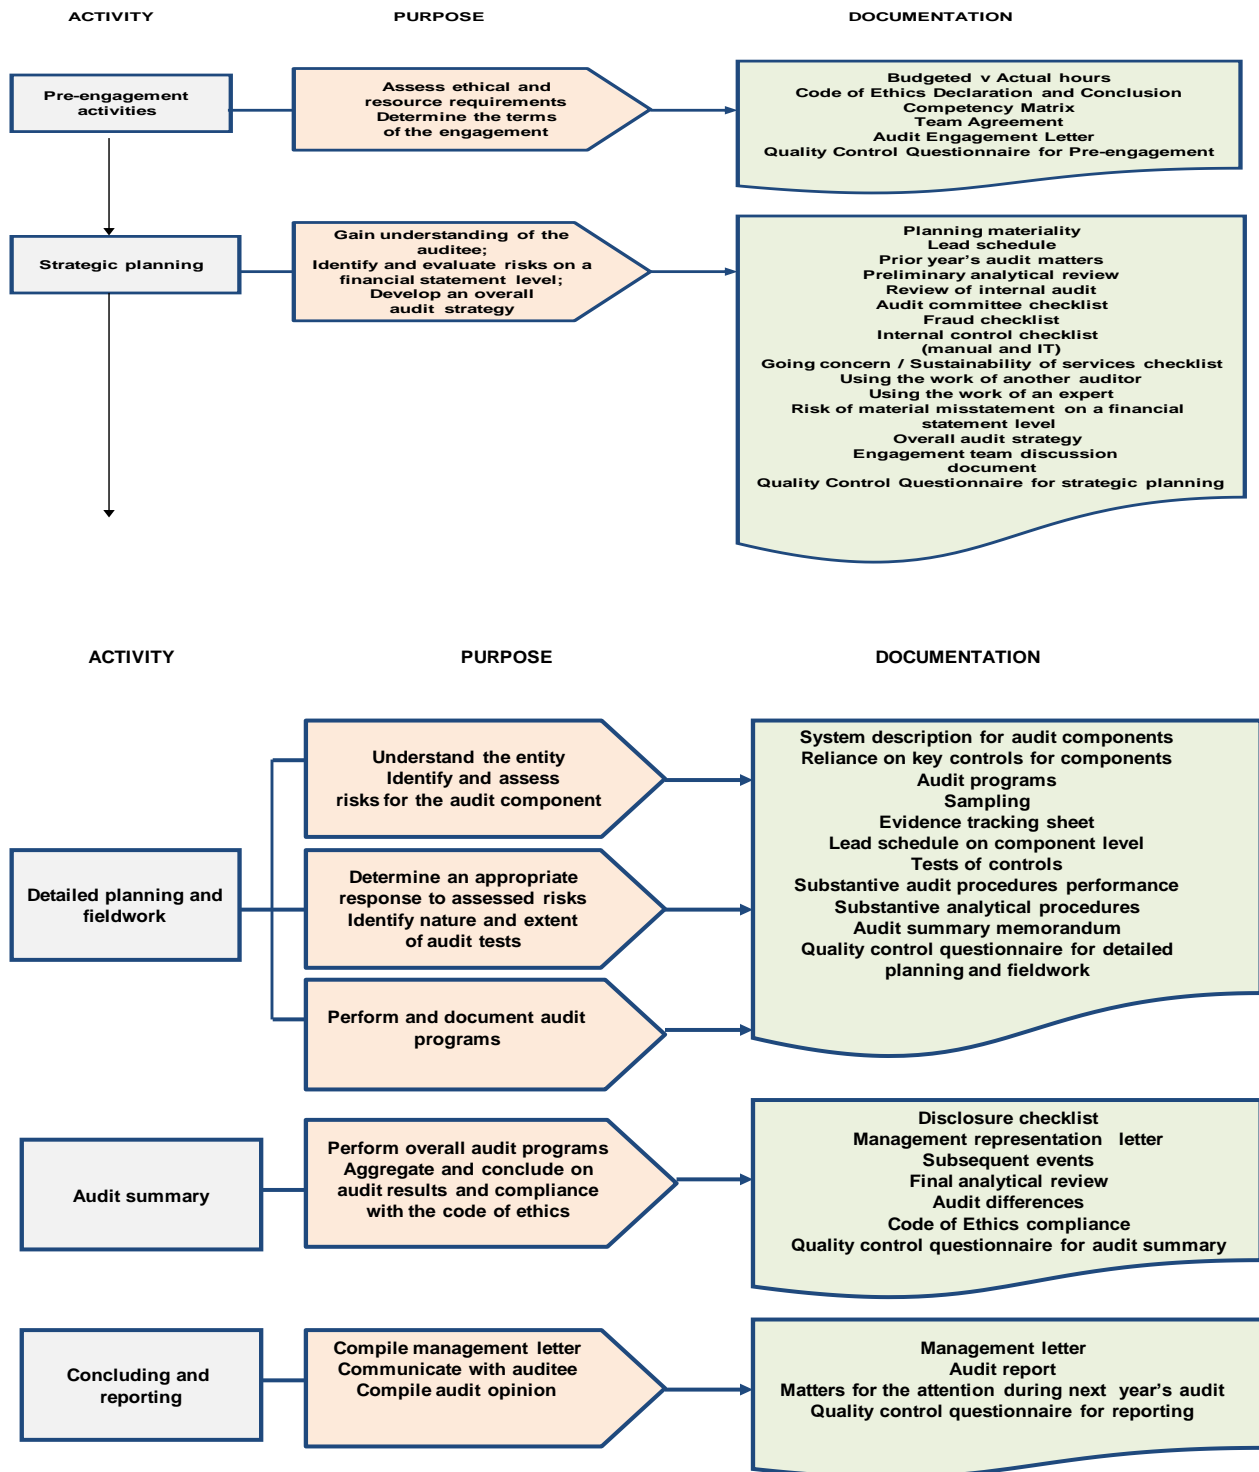 ACTIVITY
PURPOSE
DOCUMENTATION
Pre-engagement
activities
Assess ethical and
resource requirements
Determine the terms
of the engagement
Budgeted v Actual hours
Code of Ethics Declaration and Conclusion
Competency Matrix
Team Agreement
Audit Engagement Letter
Quality Control Questionnaire for Pre-engagement
Strategic planning
Gain understanding of the
auditee;
Identify and evaluate risks on a
financial statement level;
Develop an overall
audit strategy
Planning materiality
Lead schedule
Prior year's audit matters
Preliminary analytical review
Review of internal audit
Audit committee checklist
Fraud checklist
Internal control checklist
(manual and IT)
Going concern / Sustainability of services checklist
Using the work of another auditor
Using the work of an expert
Risk of material misstatement on a financial
statement level
Overall audit strategy
Engagement team discussion
document
Quality Control Questionnaire for strategic planning
ACTIVITY
PURPOSE
DOCUMENTATION
Detailed planning and
fieldwork
Understand the entity
Identify and assess
risks for the audit component
Determine an appropriate
response to assessed risks
Identify nature and extent
of audit tests
Perform and document audit
programs
System description for audit components
Reliance on key controls for components
Audit programs
Sampling
Evidence tracking sheet
Lead schedule on component level
Tests of controls
Substantive audit procedures performance
Substantive analytical procedures
Audit summary memorandum
Quality control questionnaire for detailed
planning and fieldwork
Audit summary
Perform overall audit programs
Aggregate and conclude on
audit results and compliance
with the code of ethics
Disclosure checklist
Management representation letter
Subsequent events
Final analytical review
Audit differences
Code of Ethics compliance
Quality control questionnaire for audit summary
Concluding and
reporting
Compile management letter
Communicate with auditee
Compile audit opinion
Management letter
Audit report
Matters for the attention during next year's audit
Quality control questionnaire for reporting